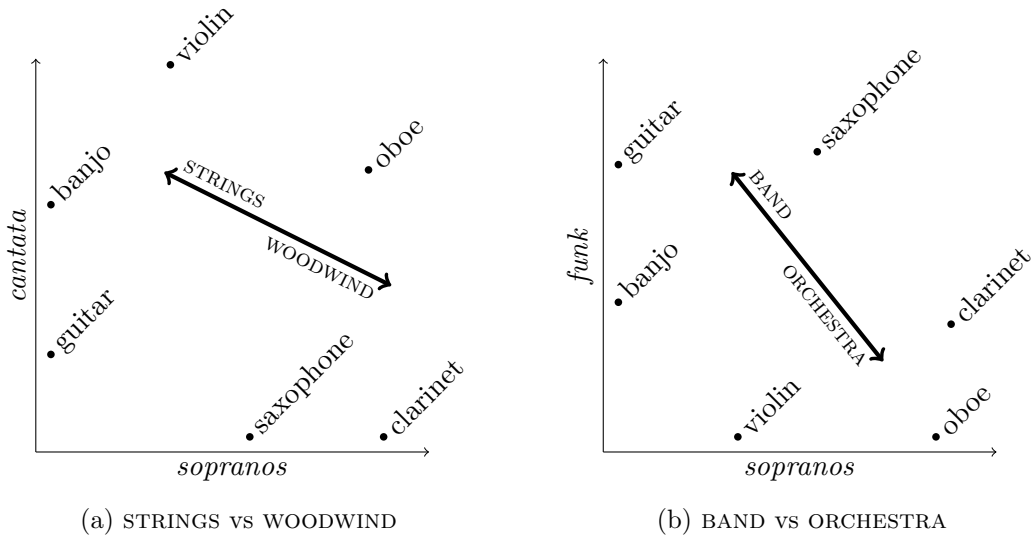 violin
oboe
banjo
STRINGS
WOODWIND
cantata
guitar
saxophone
clarinet
sopranos
(a) STRINGS vs WOODWIND
saxophone
guitar
BAND
funk
banjo
ORCHESTRA
clarinet
violin
oboe
sopranos
(b) BAND vs ORCHESTRA